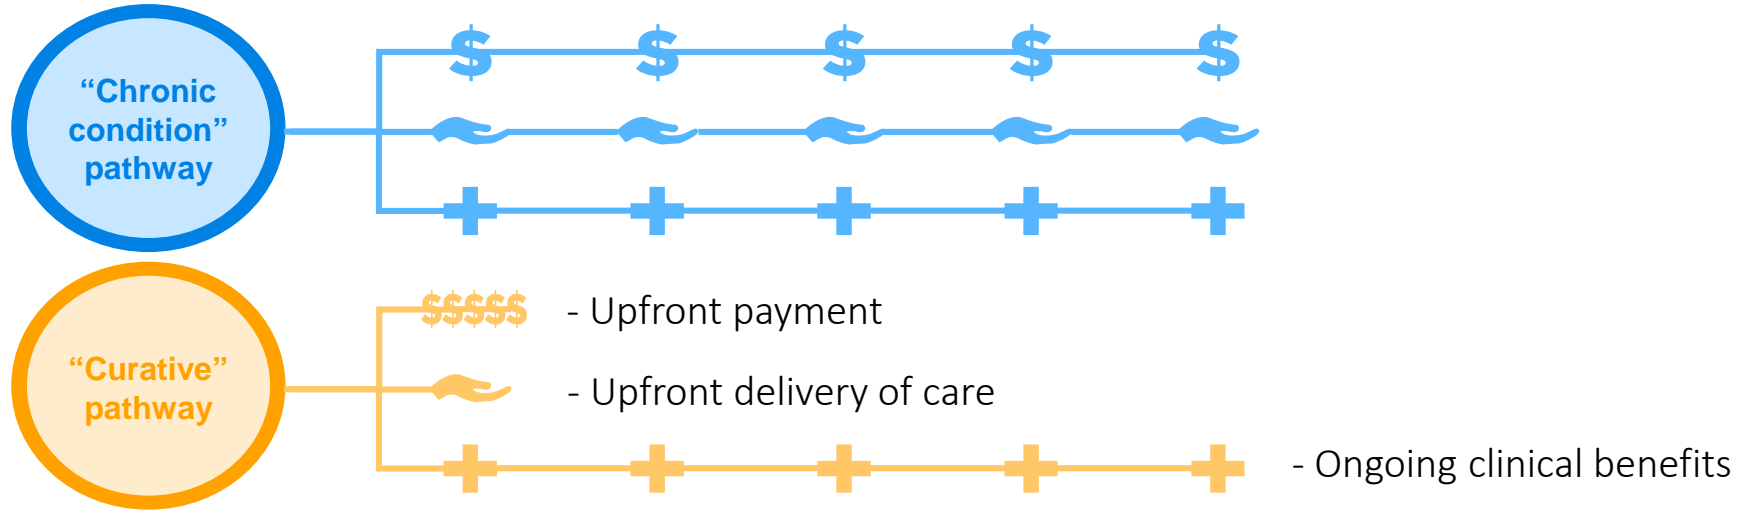 “Chronic
condition”
pathway
$ $ $ $ $
“Curative”
pathway
$$$$$ - Upfront payment
- Upfront delivery of care
- Ongoing clinical benefits